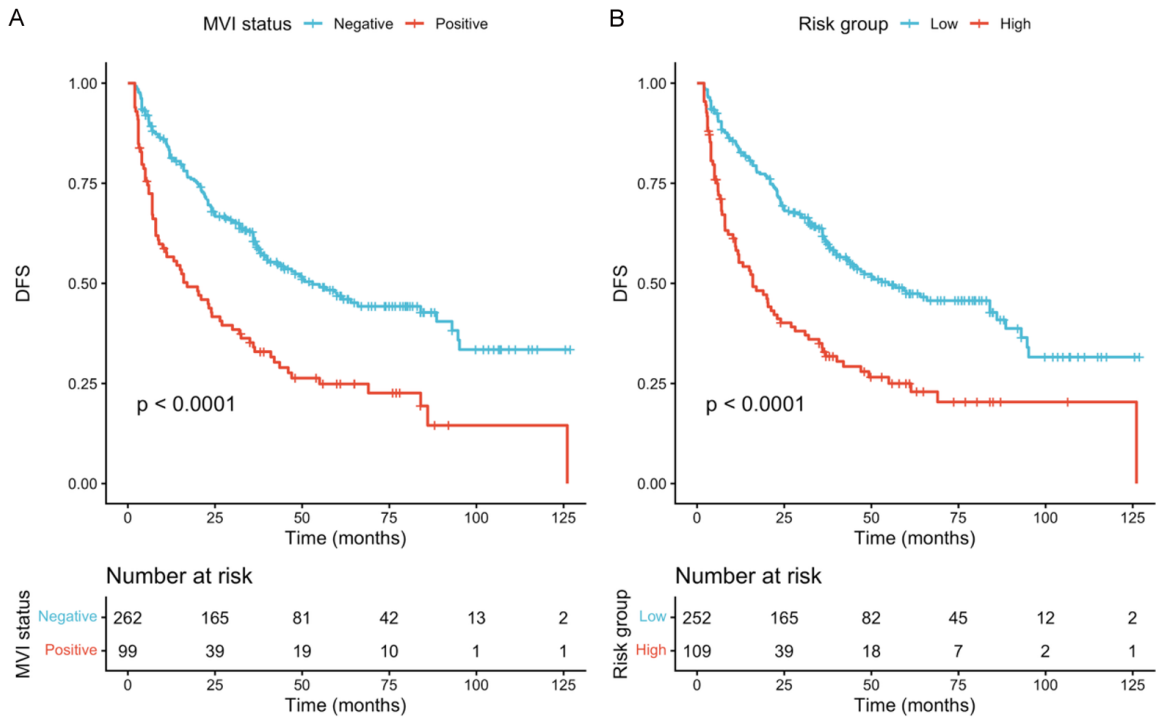 A
MVI status Negative Positive
1.00
0.75
0.50
0.25
0.00
DFS
p < 0.0001
0 25 50 75 100 125
Time (months)
Number at risk
MVI status
Negative 262 165 81 42 13 2
Positive 99 39 19 10 1 1
0 25 50 75 100 125
Time (months)
B
Risk group Low High
1.00
0.75
0.50
0.25
0.00
DFS
p < 0.0001
0 25 50 75 100 125
Time (months)
Number at risk
Risk group
Low 252 165 82 45 12 2
High 109 39 18 7 2 1
0 25 50 75 100 125
Time (months)